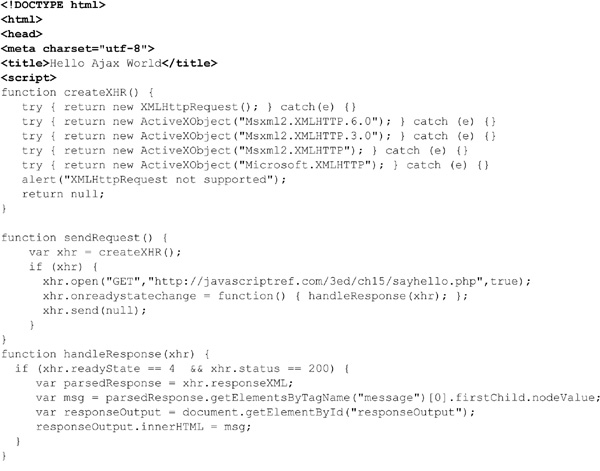 <!DOCTYPE html>
<html>
<head>
<meta charset="utf-8">
<title>Hello Ajax World</title>
<script>
function createXHR() {
   try { return new XMLHttpRequest(); } catch(e) {}
   try { return new ActiveXObject("Msxml2.XMLHTTP.6.0"); } catch (e) {}
   try { return new ActiveXObject("Msxml2.XMLHTTP.3.0"); } catch (e) {}
   try { return new ActiveXObject("Msxml2.XMLHTTP"); } catch (e) {}
   try { return new ActiveXObject("Microsoft.XMLHTTP"); } catch (e) {}
   alert("XMLHttpRequest not supported");
   return null;
}

function sendRequest() {
    var xhr = createXHR();
    if (xhr) {
      xhr.open("GET","http://javascriptref.com/3ed/ch15/sayhello.php",true);
      xhr.onreadystatechange = function() { handleResponse(xhr); };
      xhr.send(null);
    }
}
function handleResponse(xhr) {
  if (xhr.readyState == 4  && xhr.status == 200) {
     var parsedResponse = xhr.responseXML;
     var msg = parsedResponse.getElementsByTagName("message")[0].firstChild.nodeValue;
     var responseOutput = document.getElementById("responseOutput");
     responseOutput.innerHTML = msg;
  }
}